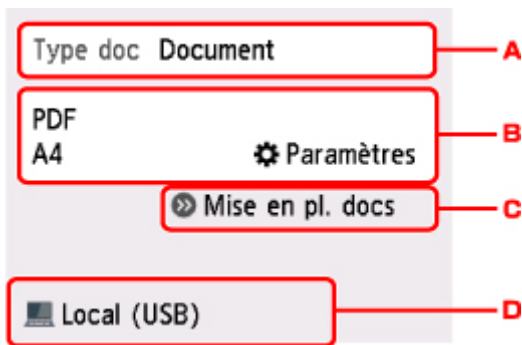 Type doc Document
A
PDF
A4 Paramètres
B
Mise en pl. docs
C
Local (USB)
D